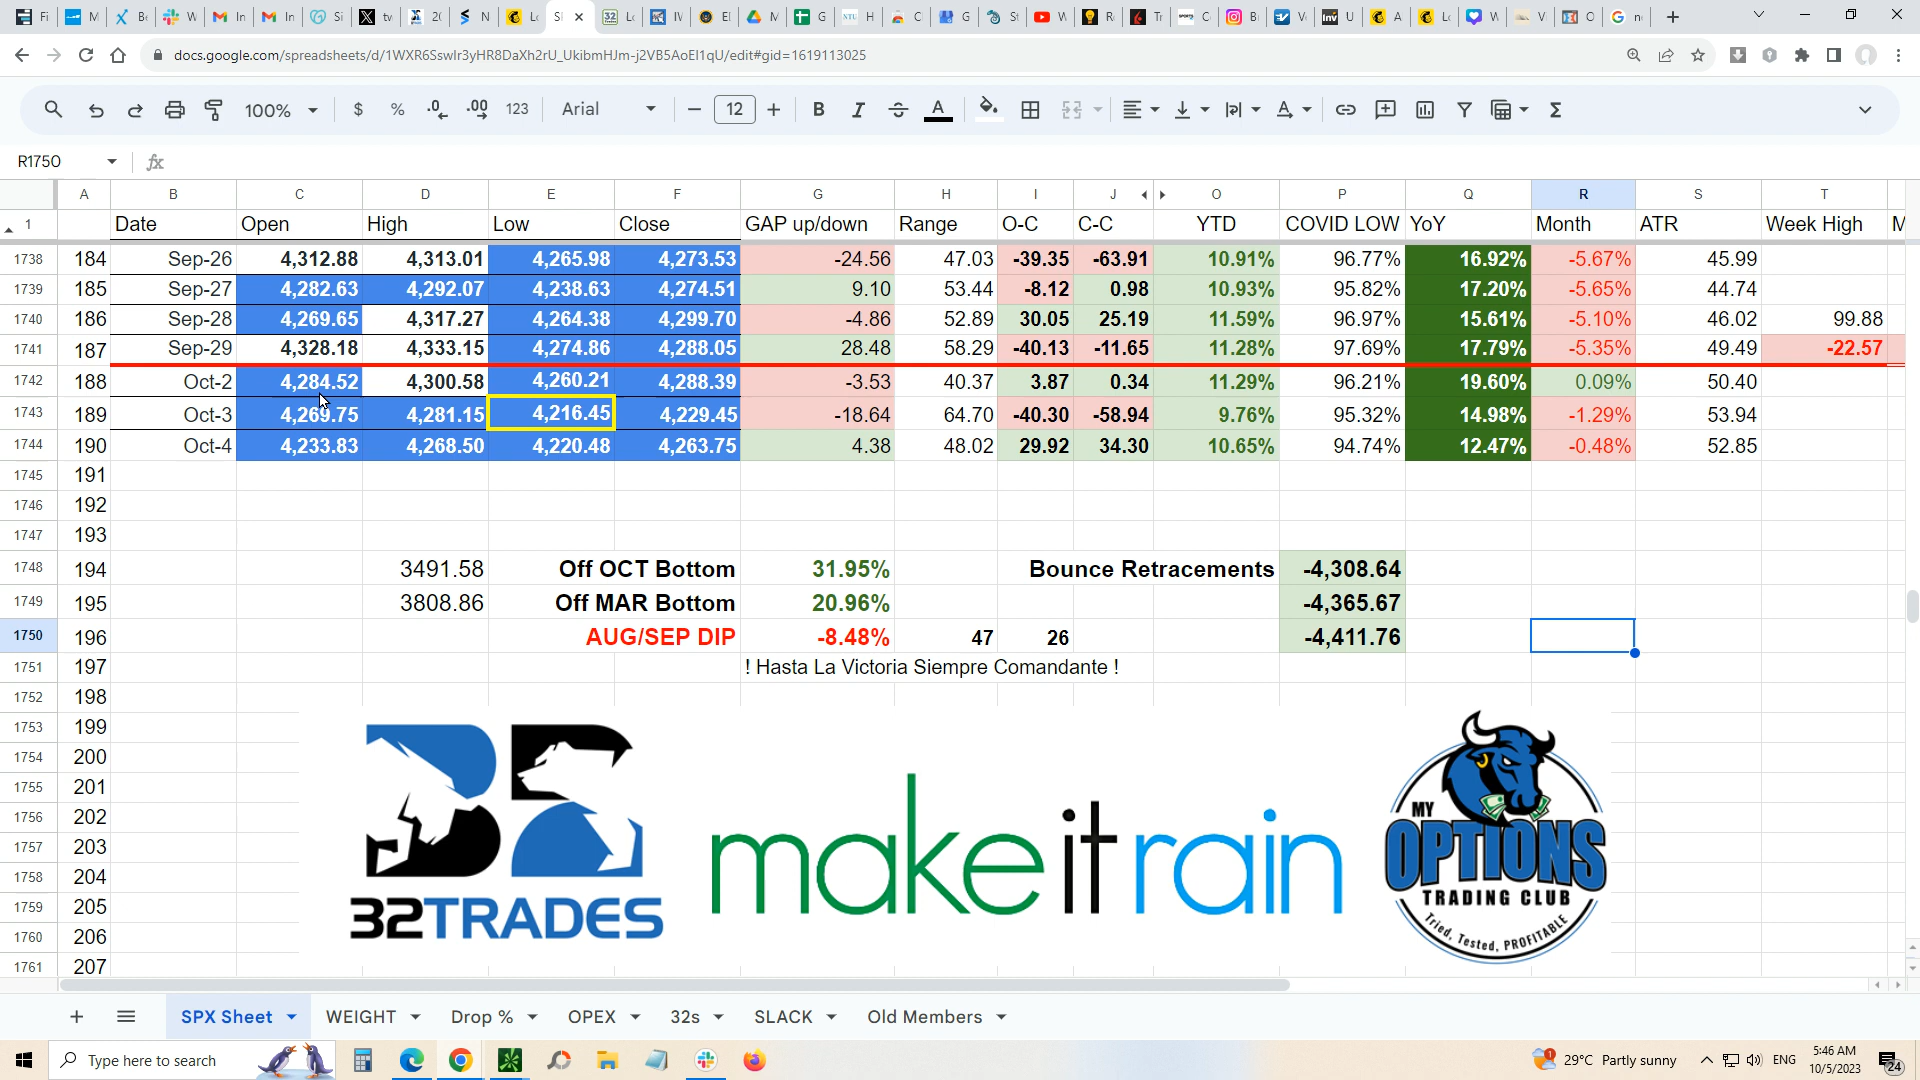 docs.google.com/spreadsheets/d/1WXR6SswIr3yHR8DaXh2rU_UkibmHJm-j2VB5AoEI1qU/edit#gid=1619113025
100% $ % .0 .00 123 Arial 12 B I A
R1750 fx
A B C D E F G H I J O P Q R S T
1 Date Open High Low Close GAP up/down Range O-C C-C YTD COVID LOW YoY Month ATR Week High
1738 184 Sep-26 4,312.88 4,313.01 4,265.98 4,273.53 -24.56 47.03 -39.35 -63.91 10.91% 96.77% 16.92% -5.67% 45.99
1739 185 Sep-27 4,282.63 4,292.07 4,238.63 4,274.51 9.10 53.44 -8.12 0.98 10.93% 95.82% 17.20% -5.65% 44.74
1740 186 Sep-28 4,269.65 4,317.27 4,264.38 4,299.70 -4.86 52.89 30.05 25.19 11.59% 96.97% 15.61% -5.10% 46.02 99.88
1741 187 Sep-29 4,328.18 4,333.15 4,274.86 4,288.05 28.48 58.29 -40.13 -11.65 11.28% 97.69% 17.79% -5.35% 49.49 -22.57
1742 188 Oct-2 4,284.52 4,300.58 4,260.21 4,288.39 -3.53 40.37 3.87 0.34 11.29% 96.21% 19.60% 0.09% 50.40
1743 189 Oct-3 4,269.75 4,281.15 4,216.45 4,229.45 -18.64 64.70 -40.30 -58.94 9.76% 95.32% 14.98% -1.29% 53.94
1744 190 Oct-4 4,233.83 4,268.50 4,220.48 4,263.75 4.38 48.02 29.92 34.30 10.65% 94.74% 12.47% -0.48% 52.85
1745 191
1746 192
1747 193
1748 194 3491.58 Off OCT Bottom 31.95% Bounce Retracements -4,308.64
1749 195 3808.86 Off MAR Bottom 20.96% -4,365.67
1750 196 AUG/SEP DIP -8.48% 47 26 -4,411.76
1751 197 ! Hasta La Victoria Siempre Comandante !
1752 198
1753 199
1754 200
1755 201
1756 202
1757 203
1758 204
1759 205
1760 206
1761 207
32TRADES
make it rain
MY
OPTIONS
TRADING CLUB
Tried, Tested, PROFITABLE
SPX Sheet WEIGHT Drop % OPEX 32s SLACK Old Members
Type here to search
29°C Partly sunny ENG
5:46 AM
10/5/2023
24